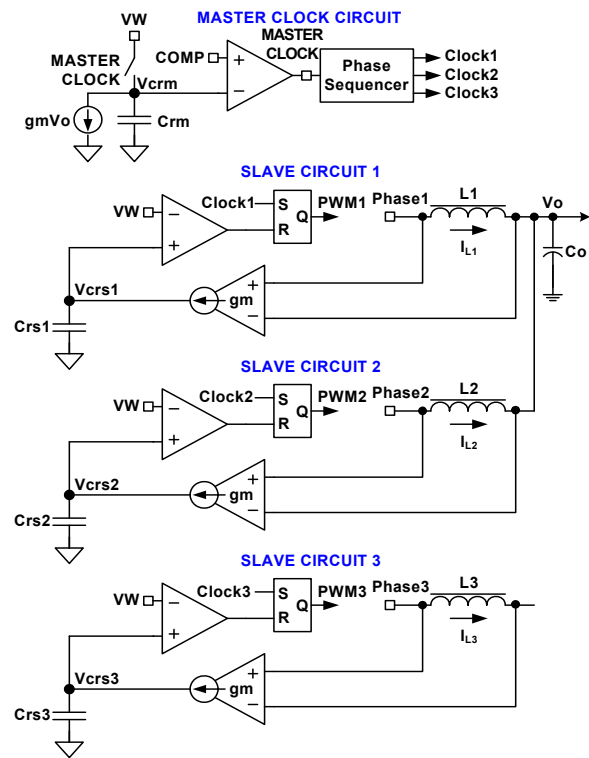 MASTER CLOCK CIRCUIT
VW
MASTER
CLOCK
COMP
MASTER
CLOCK
Vcrm
gmVo
Crm
+
−
Phase
Sequencer
Clock1
Clock2
Clock3
SLAVE CIRCUIT 1
VW
−
+
Clock1
S
R
Q
PWM1
Phase1
L1
IL1
Vo
Co
Vcrs1
Crs1
gm
+
−
SLAVE CIRCUIT 2
VW
−
+
Clock2
S
R
Q
PWM2
Phase2
L2
IL2
Vcrs2
Crs2
gm
+
−
SLAVE CIRCUIT 3
VW
−
+
Clock3
S
R
Q
PWM3
Phase3
L3
IL3
Vcrs3
Crs3
gm
+
−